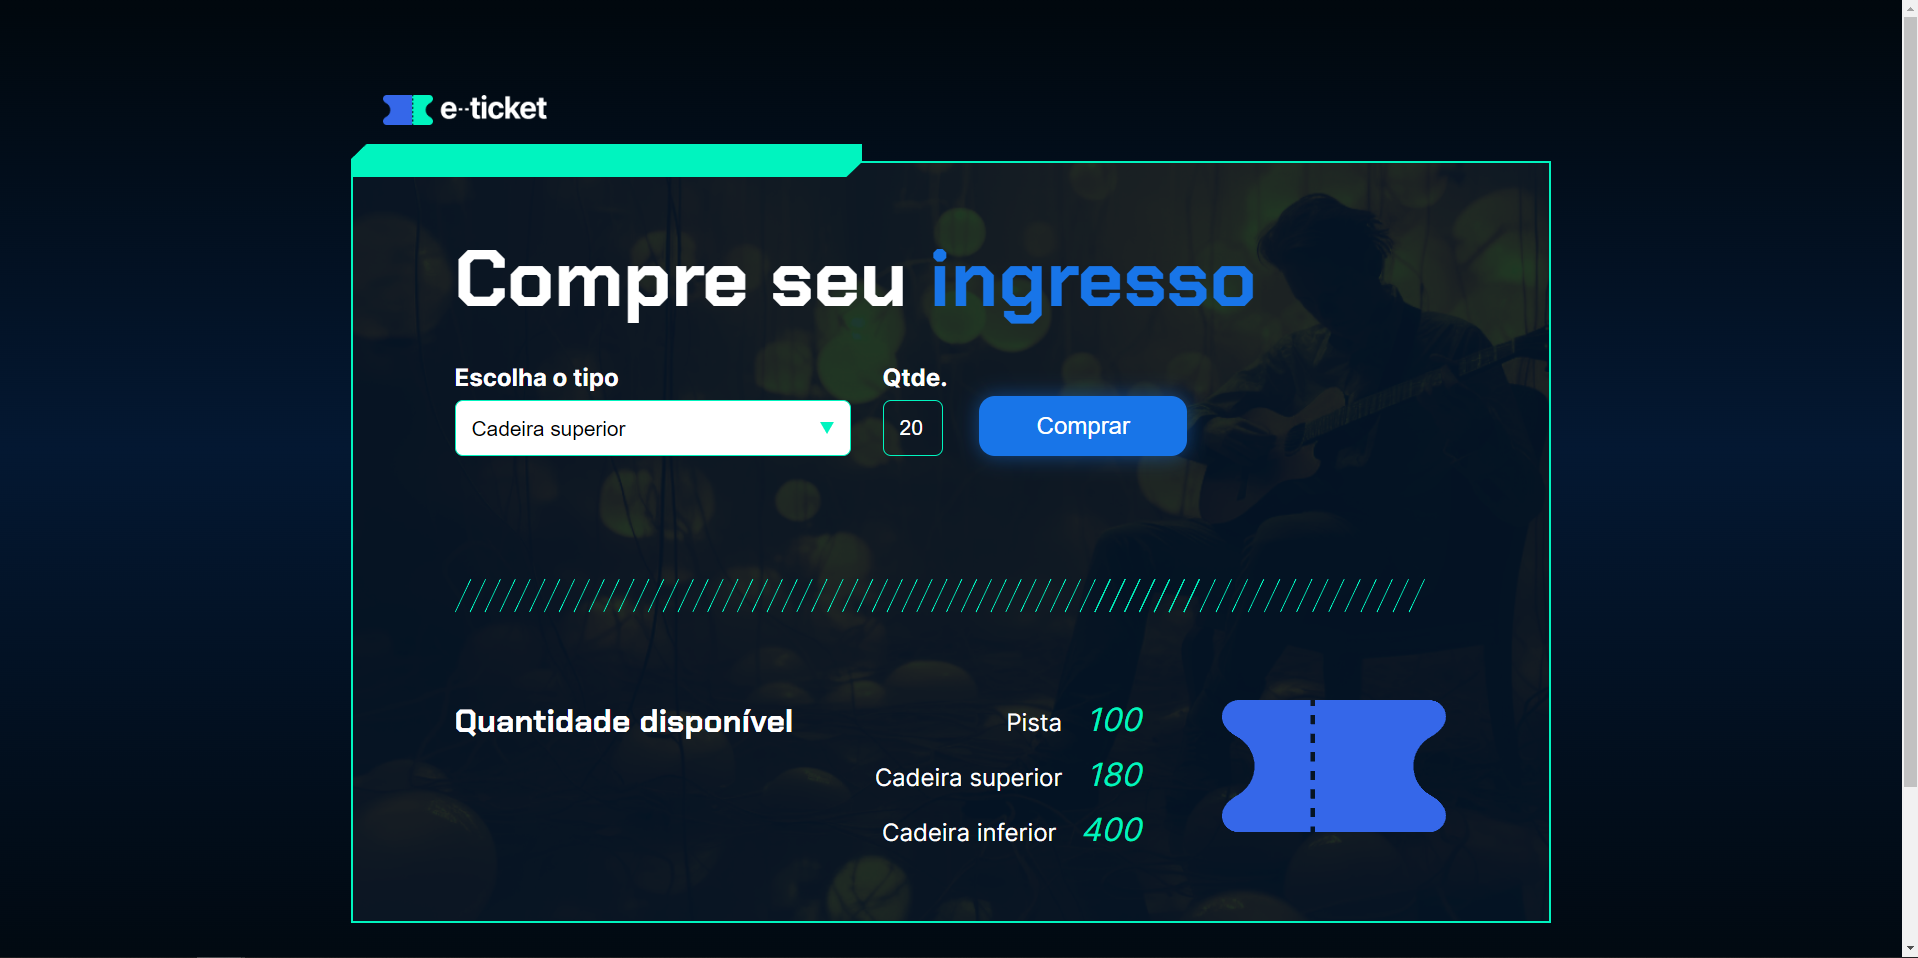 e--ticket
Compre seu ingresso
Escolha o tipo
Qtde.
Cadeira superior
20
Comprar
Quantidade disponível
Pista 100
Cadeira superior 180
Cadeira inferior 400